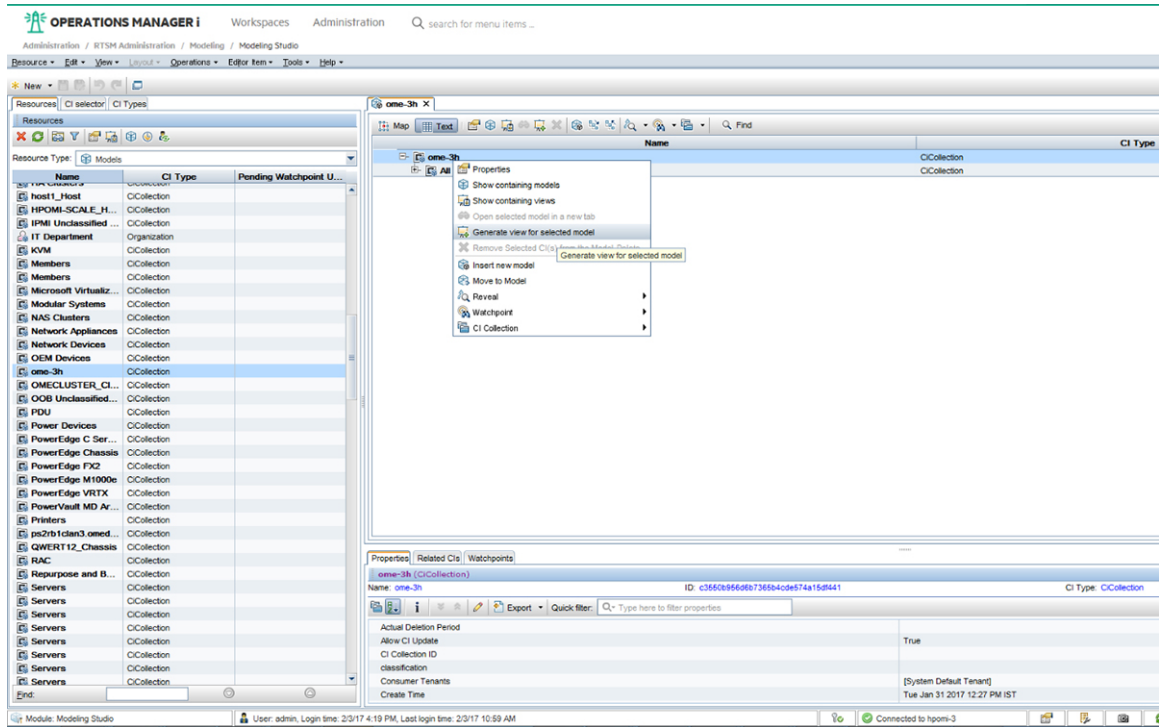 OPERATIONS MANAGER i Workspaces Administration search for menu items ...
Administration / RTSM Administration / Modeling / Modeling Studio
Resource Edit View Layout Operations Editor Item Tools Help
New
Resources CI selector CI Types
ome-3h X
Resources
Map Text Find
Name CI Type
Resource Type: Models
ome-3h CiCollection
All CiCollection
Properties
Show containing models
Show containing views
Open selected model in a new tab
Generate view for selected model
Remove Selected CI(s) from the Model
Generate view for selected model
Insert new model
Move to Model
Reveal
Watchpoint
CI Collection
Name CI Type Pending Watchpoint U...
HA Clusters CiCollection
host1_Host CiCollection
HPOMI-SCALE_H... CiCollection
IPMI Unclassified ... CiCollection
IT Department Organization
KVM CiCollection
Members CiCollection
Members CiCollection
Microsoft Virtualiz... CiCollection
Modular Systems CiCollection
NAS Clusters CiCollection
Network Appliances CiCollection
Network Devices CiCollection
OEM Devices CiCollection
ome-3h CiCollection
OMECLUSTER_Cl... CiCollection
OOB Unclassified... CiCollection
PDU CiCollection
Power Devices CiCollection
PowerEdge C Ser... CiCollection
PowerEdge Chassis CiCollection
PowerEdge FX2 CiCollection
PowerEdge M1000e CiCollection
PowerEdge VRTX CiCollection
PowerVault MD Ar... CiCollection
Printers CiCollection
ps2rb1clan3.omed... CiCollection
QWERT12_Chassis CiCollection
RAC CiCollection
Repurpose and B... CiCollection
Servers CiCollection
Servers CiCollection
Servers CiCollection
Servers CiCollection
Servers CiCollection
Servers CiCollection
Servers CiCollection
Servers CiCollection
Find:
Properties Related CIs Watchpoints
ome-3h (CiCollection)
Name: ome-3h ID: c3550b956d6b7365b4cde574a15df441 CI Type: CiCollection
Export Quick filter: Type here to filter properties
Actual Deletion Period
Allow CI Update True
CI Collection ID
classification
Consumer Tenants [System Default Tenant]
Create Time Tue Jan 31 2017 12:27 PM IST
Module: Modeling Studio User: admin, Login time: 2/3/17 4:19 PM, Last login time: 2/3/17 10:59 AM Connected to hpomi-3